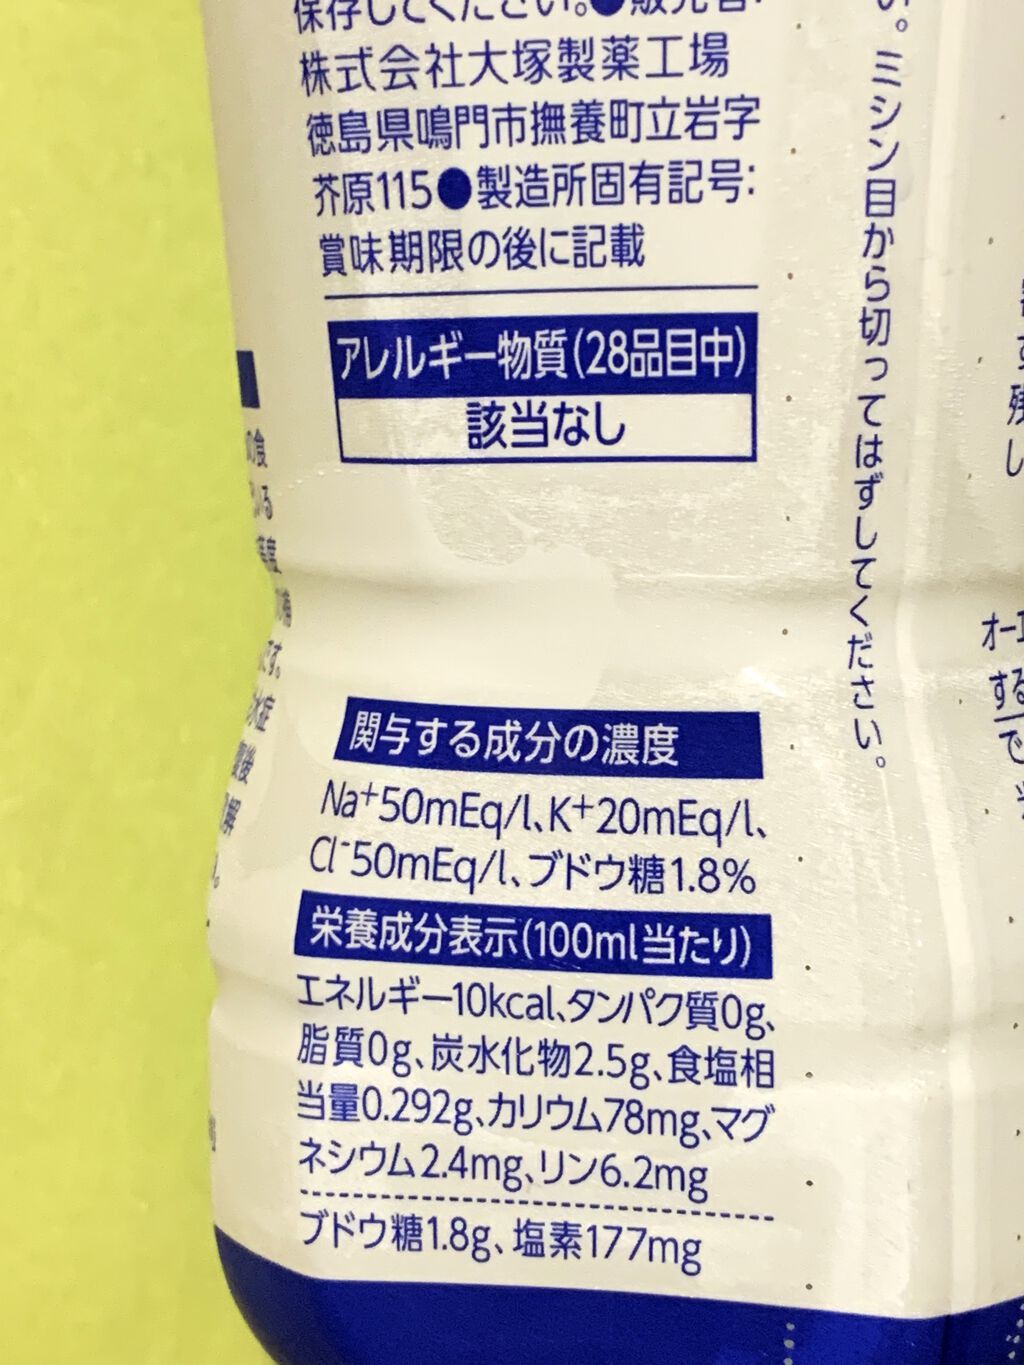 保存してください。●販売者:
株式会社大塚製薬工場
徳島県鳴門市撫養町立岩字
芥原115●製造所固有記号:
賞味期限の後に記載
アレルギー物質(28品目中)
該当なし
関与する成分の濃度
Na⁺50mEq/l、K⁺20mEq/l、
Cl⁻50mEq/l、ブドウ糖1.8%
栄養成分表示(100ml当たり)
エネルギー10kcal、タンパク質0g、
脂質0g、炭水化物2.5g、食塩相
当量0.292g、カリウム78mg、マグ
ネシウム2.4mg、リン6.2mg
ブドウ糖1.8g、塩素177mg
い。ミシン目から切ってはずしてください。